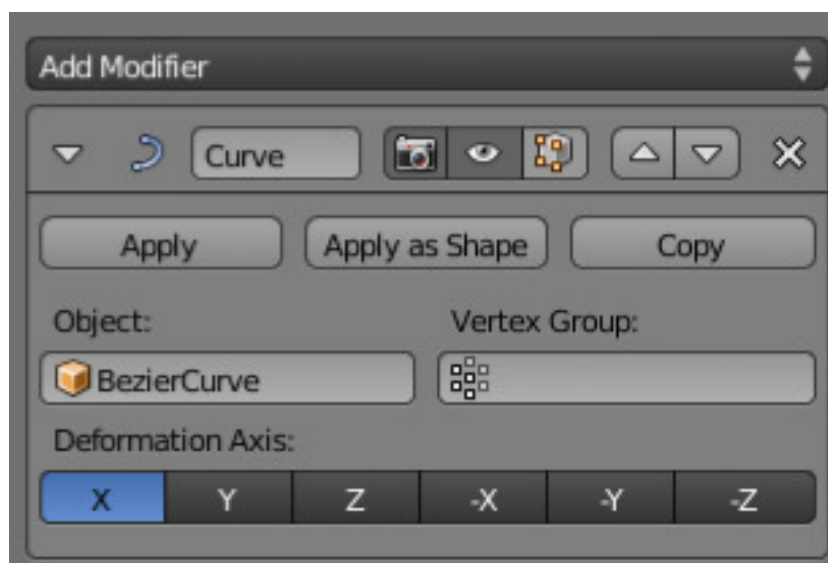 Add Modifier
Curve
Apply Apply as Shape Copy
Object: Vertex Group:
BezierCurve
Deformation Axis:
X Y Z -X -Y -Z